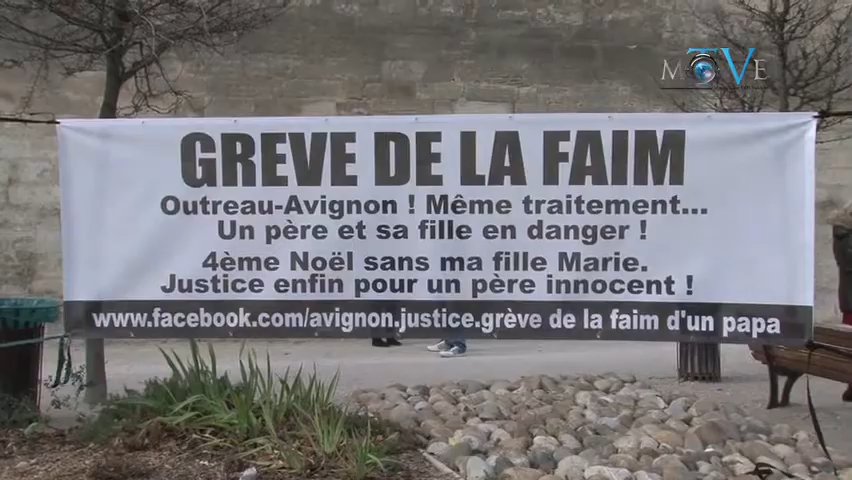 MTVE
GREVE DE LA FAIM
Outreau-Avignon ! Même traitement...
Un père et sa fille en danger !
4ème Noël sans ma fille Marie.
Justice enfin pour un père innocent !
www.facebook.com/avignon.justice.grève de la faim d'un papa